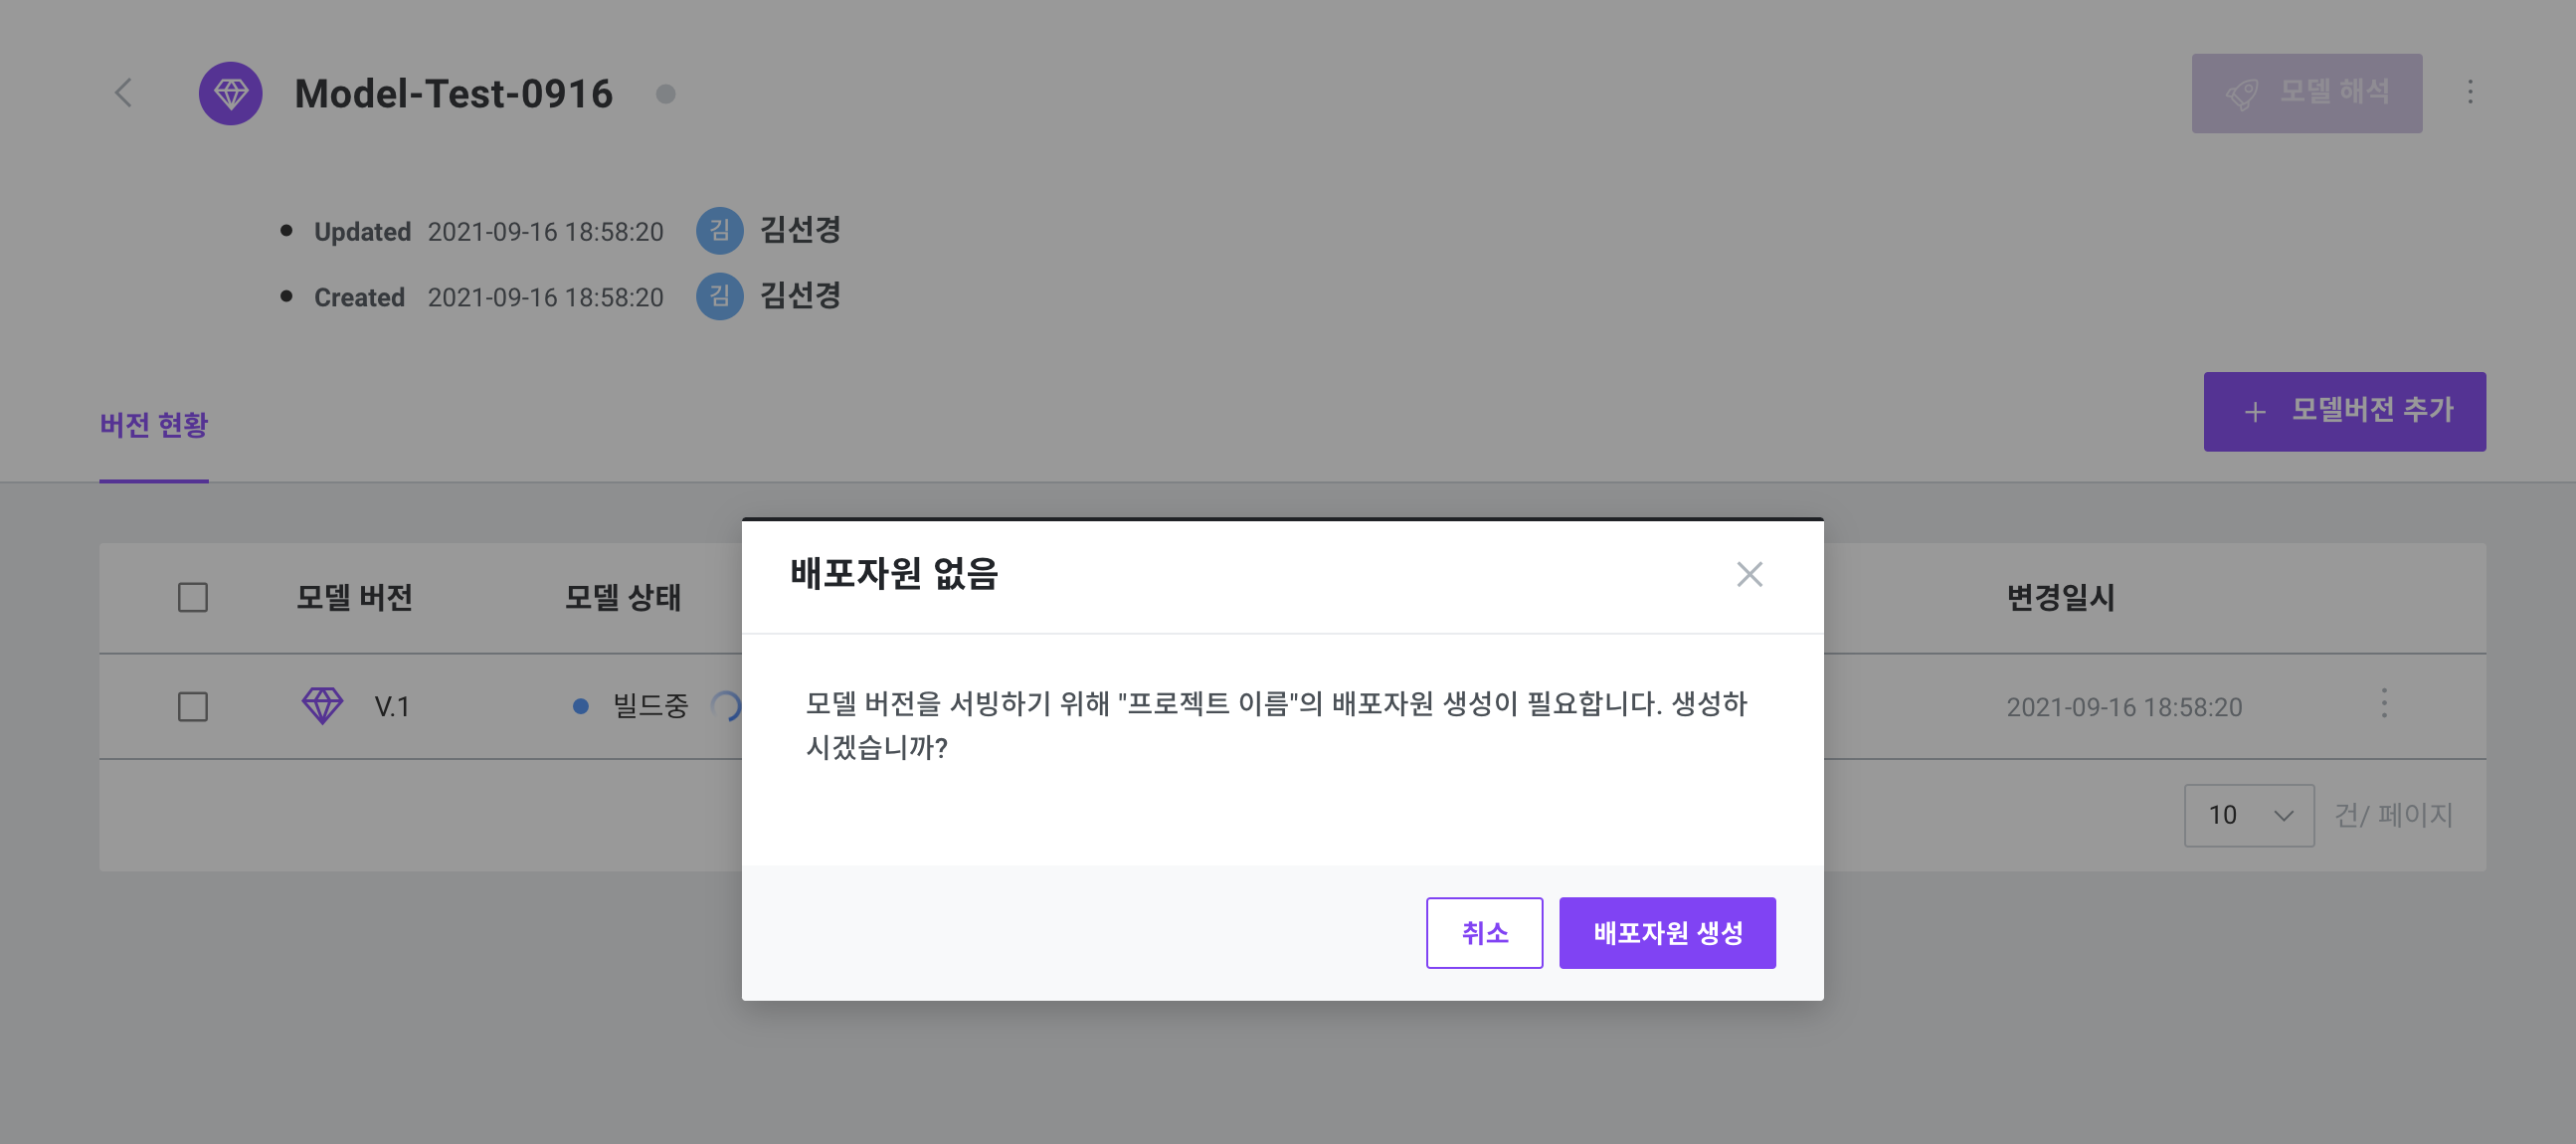 Model-Test-0916
모델 해석
Updated 2021-09-16 18:58:20 김 김선경
Created 2021-09-16 18:58:20 김 김선경
버전 현황
+ 모델버전 추가
모델 버전 모델 상태 변경일시
V.1 빌드중 2021-09-16 18:58:20
10 건/ 페이지
배포자원 없음
모델 버전을 서빙하기 위해 "프로젝트 이름"의 배포자원 생성이 필요합니다. 생성하
시겠습니까?
취소 배포자원 생성